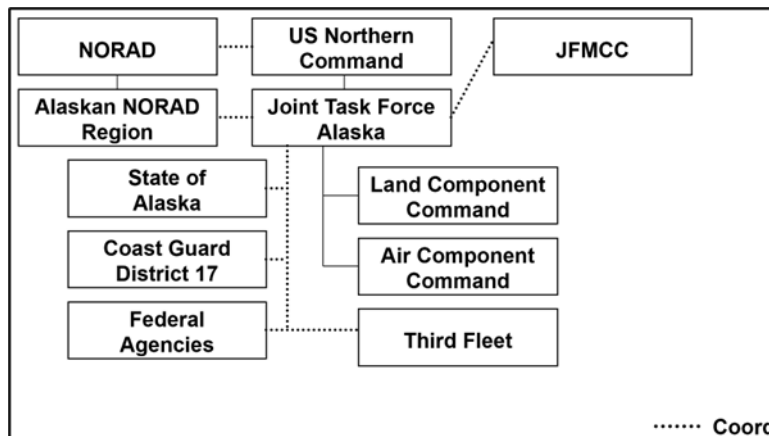 NORAD
US Northern
Command
JFMCC
Alaskan NORAD
Region
Joint Task Force
Alaska
State of
Alaska
Land Component
Command
Coast Guard
District 17
Air Component
Command
Federal
Agencies
Third Fleet
Coord